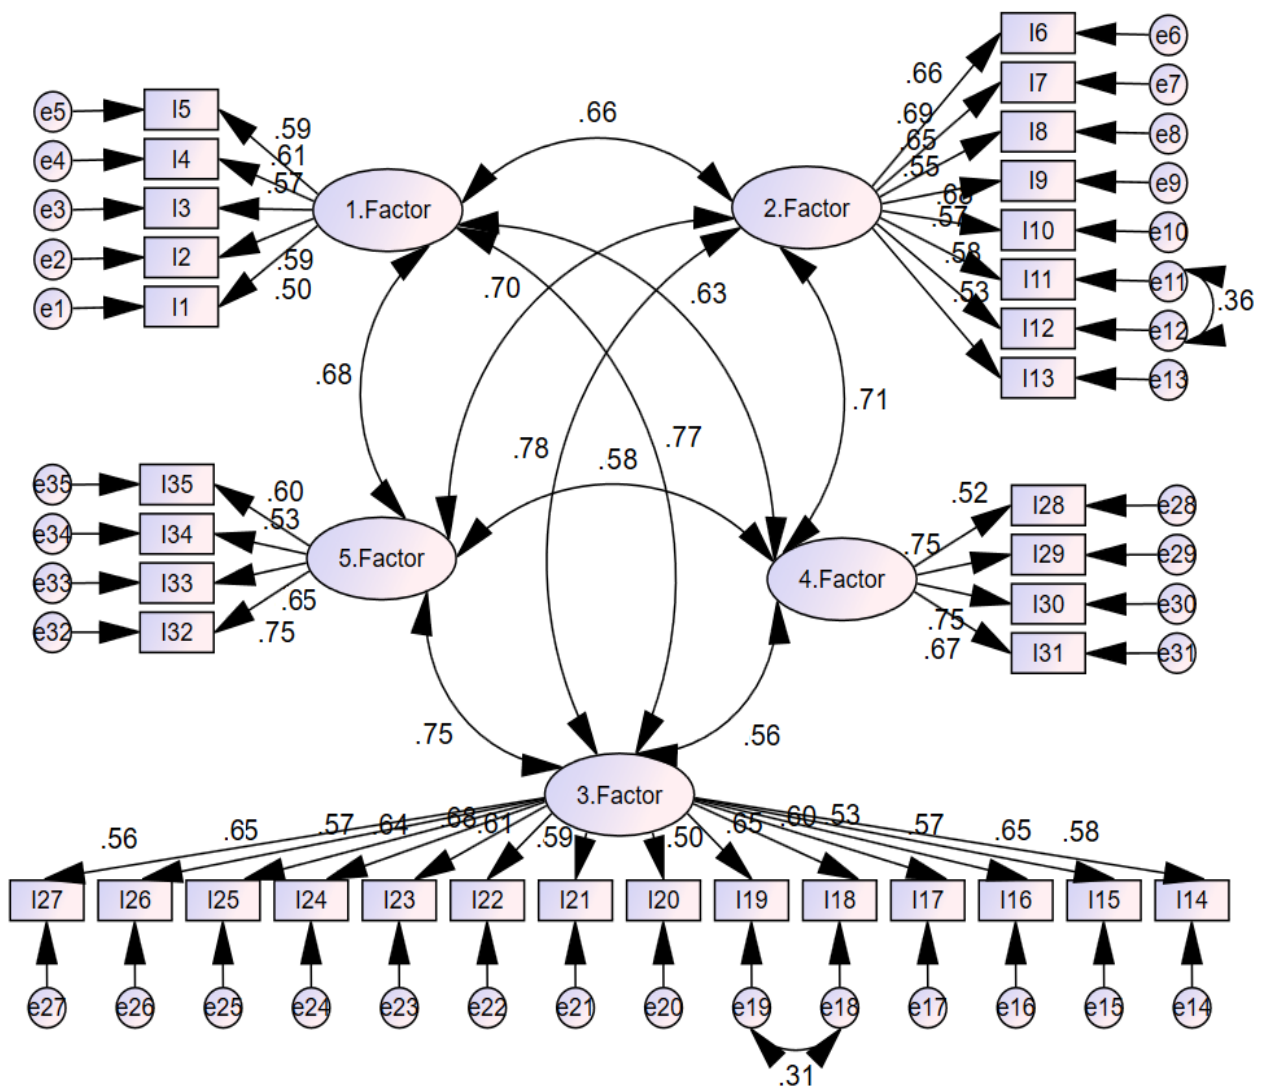 I6 e6
.66
I7 e7
e5 I5
.66
.69
.59
I8 e8
.65
e4 I4
.61
.55
I9 e9
.57
e3 I3
1.Factor
2.Factor
.68
.57
I10 e10
e2 I2
.59
.58
I11 e11
.70
.63
.50
.53
.36
e1 I1
I12 e12
I13 e13
.68
.71
.78
.77
.58
e35 I35
.60
.52
I28 e28
.53
e34 I34
.75
I29 e29
5.Factor
4.Factor
e33 I33
.65
I30 e30
.75
e32 I32
.75
.67
I31 e31
.75
.56
3.Factor
.56 .65 .57 .64 .68 .61 .59 .50 .65 .60 .53 .57 .65 .58
I27 I26 I25 I24 I23 I22 I21 I20 I19 I18 I17 I16 I15 I14
e27 e26 e25 e24 e23 e22 e21 e20 e19 e18 e17 e16 e15 e14
.31